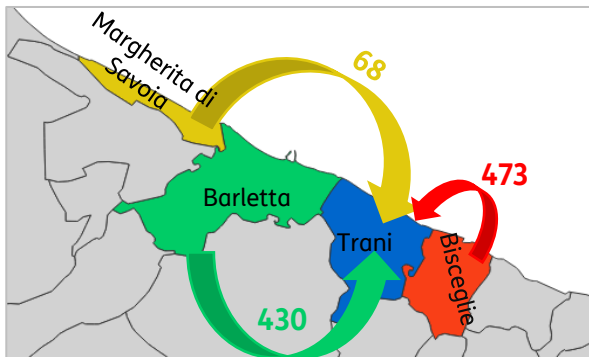 Margherita di
Savoia
68
473
Barletta
Trani
Bisceglie
430